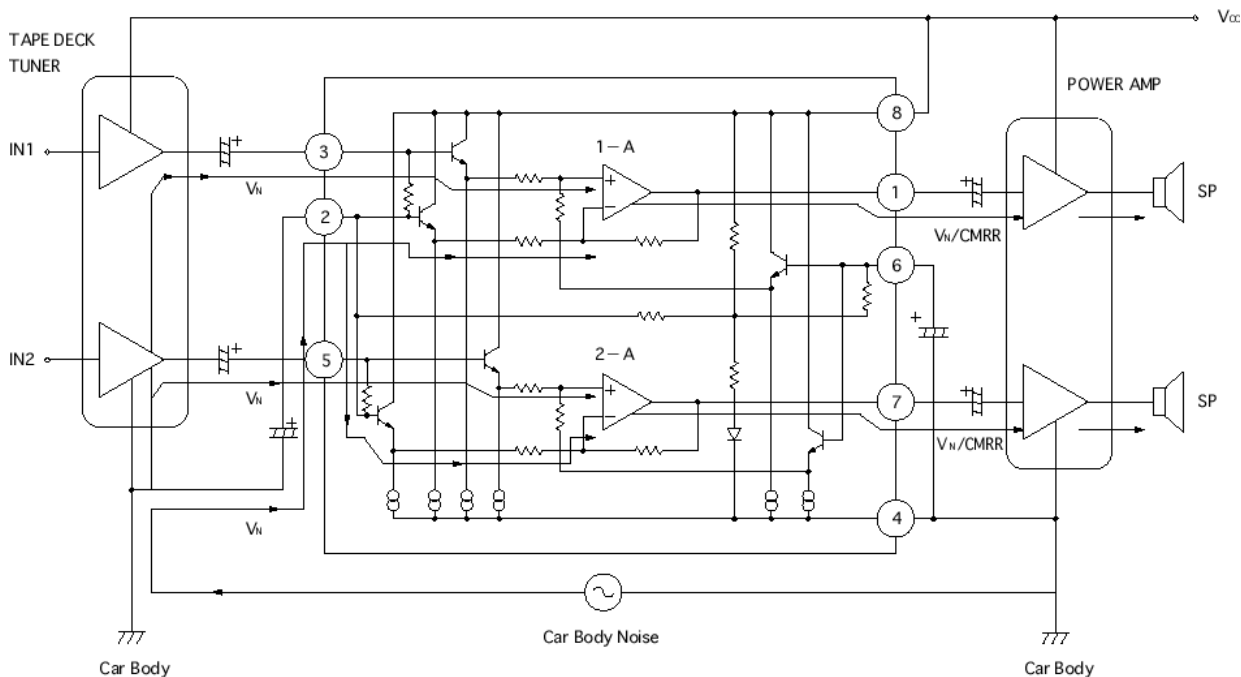 Vcc
TAPE DECK
TUNER
POWER AMP
8
IN1
+
3
1-A
+
−
1
+
SP
VN
2
VN/CMRR
6
+
IN2
+
5
2-A
+
−
7
+
SP
VN
+
VN/CMRR
4
VN
Car Body Noise
Car Body
Car Body